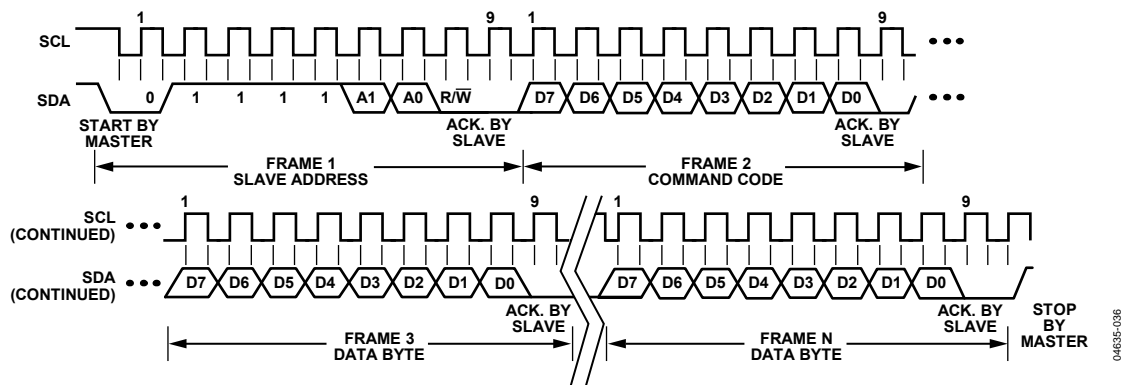 1 9 1 9
SCL
SDA 0 1 1 1 1 A1 A0 R/W̅ D7 D6 D5 D4 D3 D2 D1 D0
START BY MASTER
ACK. BY SLAVE
ACK. BY SLAVE
FRAME 1
SLAVE ADDRESS
FRAME 2
COMMAND CODE
1 9 1 9
SCL
(CONTINUED)
SDA
(CONTINUED)
D7 D6 D5 D4 D3 D2 D1 D0 D7 D6 D5 D4 D3 D2 D1 D0
ACK. BY
SLAVE
ACK. BY
SLAVE
STOP
BY
MASTER
FRAME 3
DATA BYTE
FRAME N
DATA BYTE
04635-036